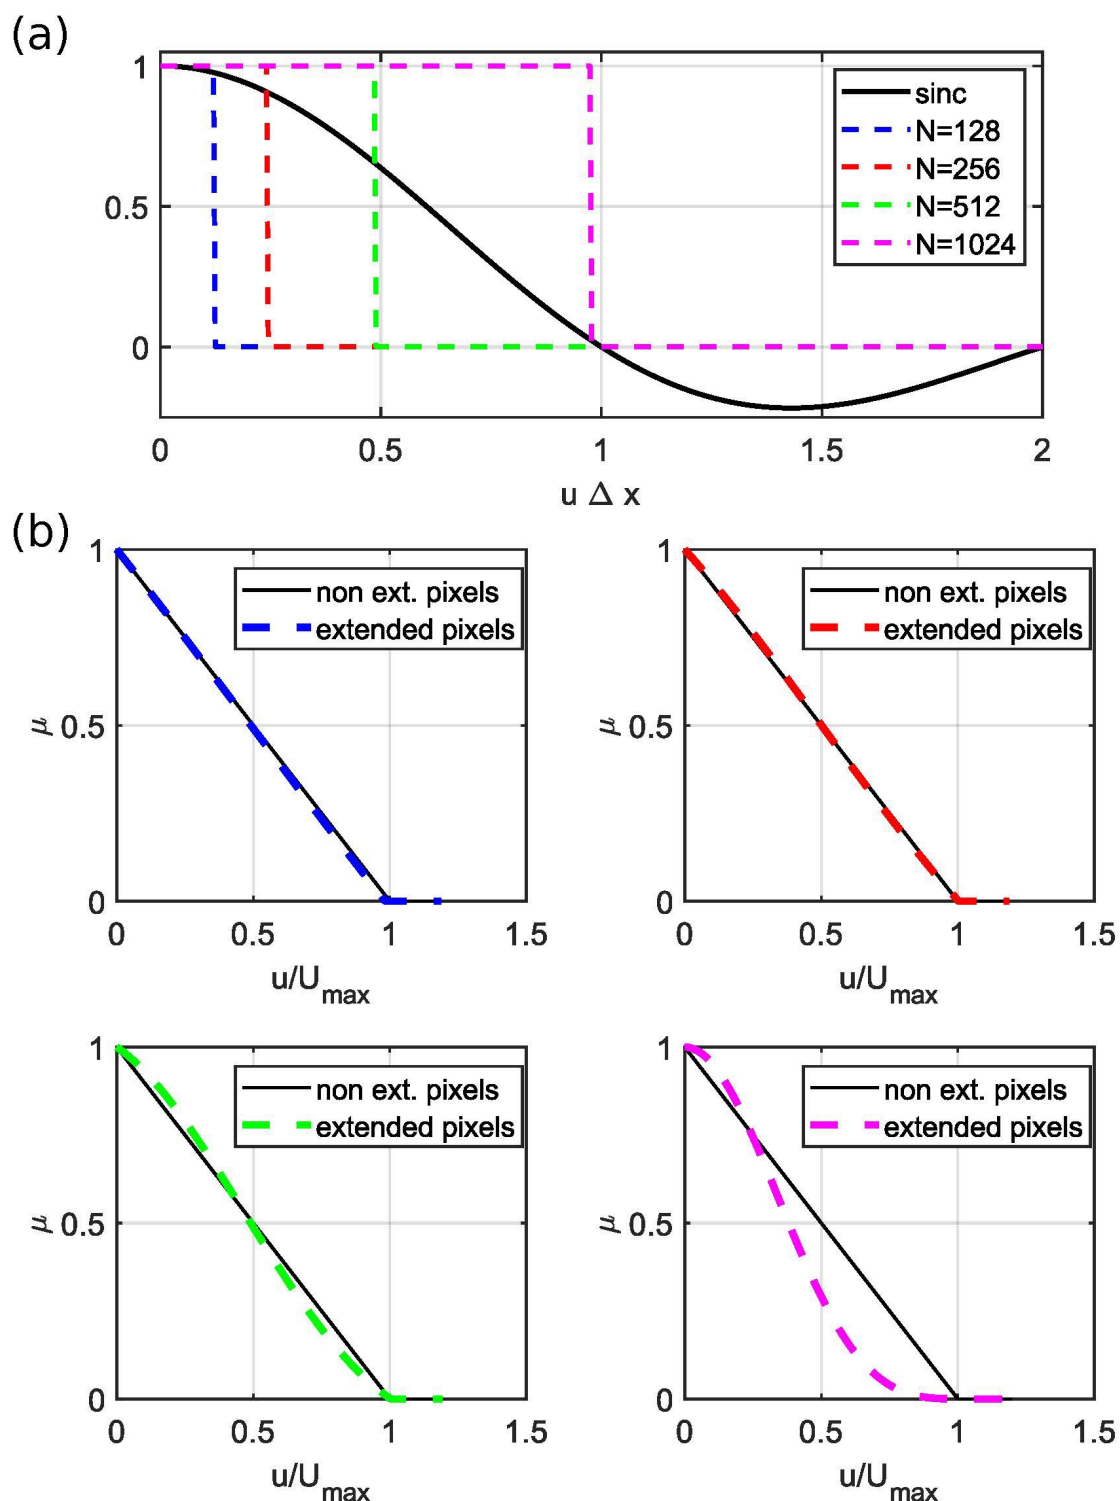 (a)
1
0.5
0
sinc
N=128
N=256
N=512
N=1024
0 0.5 1 1.5 2
u Δ x
(b)
1
μ 0.5
0
non ext. pixels
extended pixels
0 0.5 1 1.5
u/Umax
1
μ 0.5
0
non ext. pixels
extended pixels
0 0.5 1 1.5
u/Umax
1
μ 0.5
0
non ext. pixels
extended pixels
0 0.5 1 1.5
u/Umax
1
μ 0.5
0
non ext. pixels
extended pixels
0 0.5 1 1.5
u/Umax